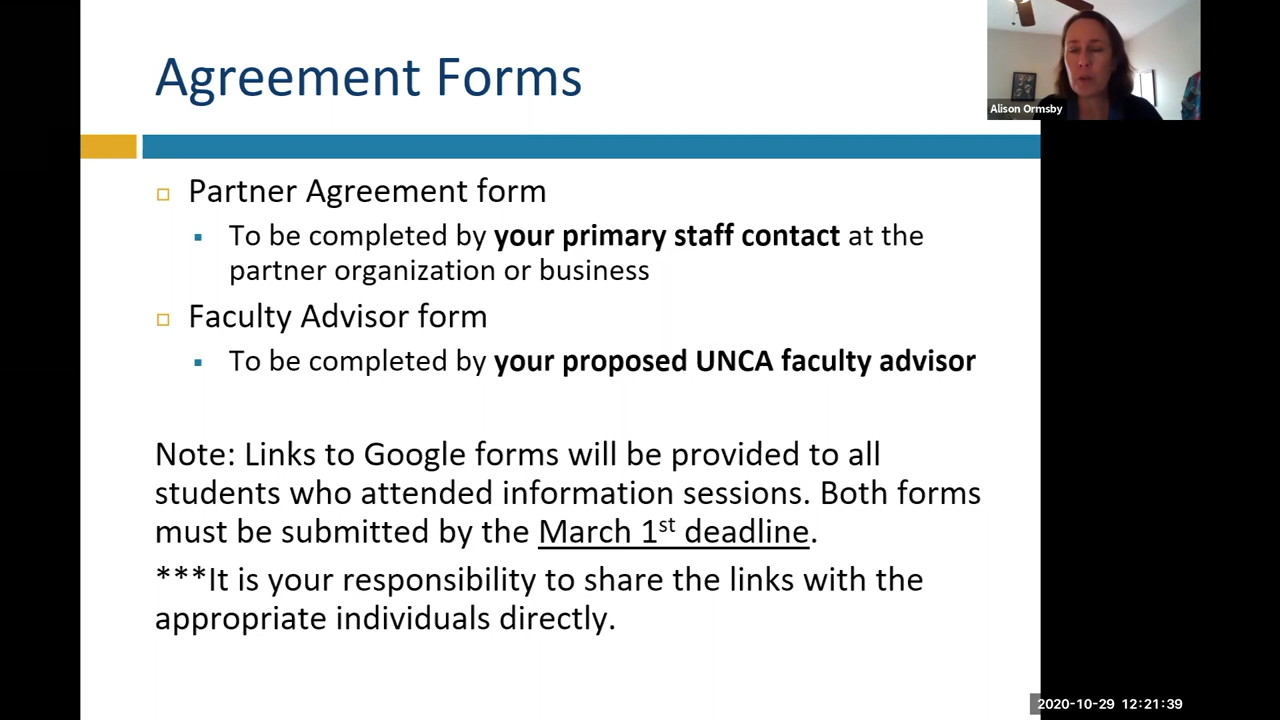 Agreement Forms
Alison Ormsby
Partner Agreement form
To be completed by your primary staff contact at the
partner organization or business
Faculty Advisor form
To be completed by your proposed UNCA faculty advisor
Note: Links to Google forms will be provided to all
students who attended information sessions. Both forms
must be submitted by the March 1st deadline.
***It is your responsibility to share the links with the
appropriate individuals directly.
2020-10-29 12:21:39